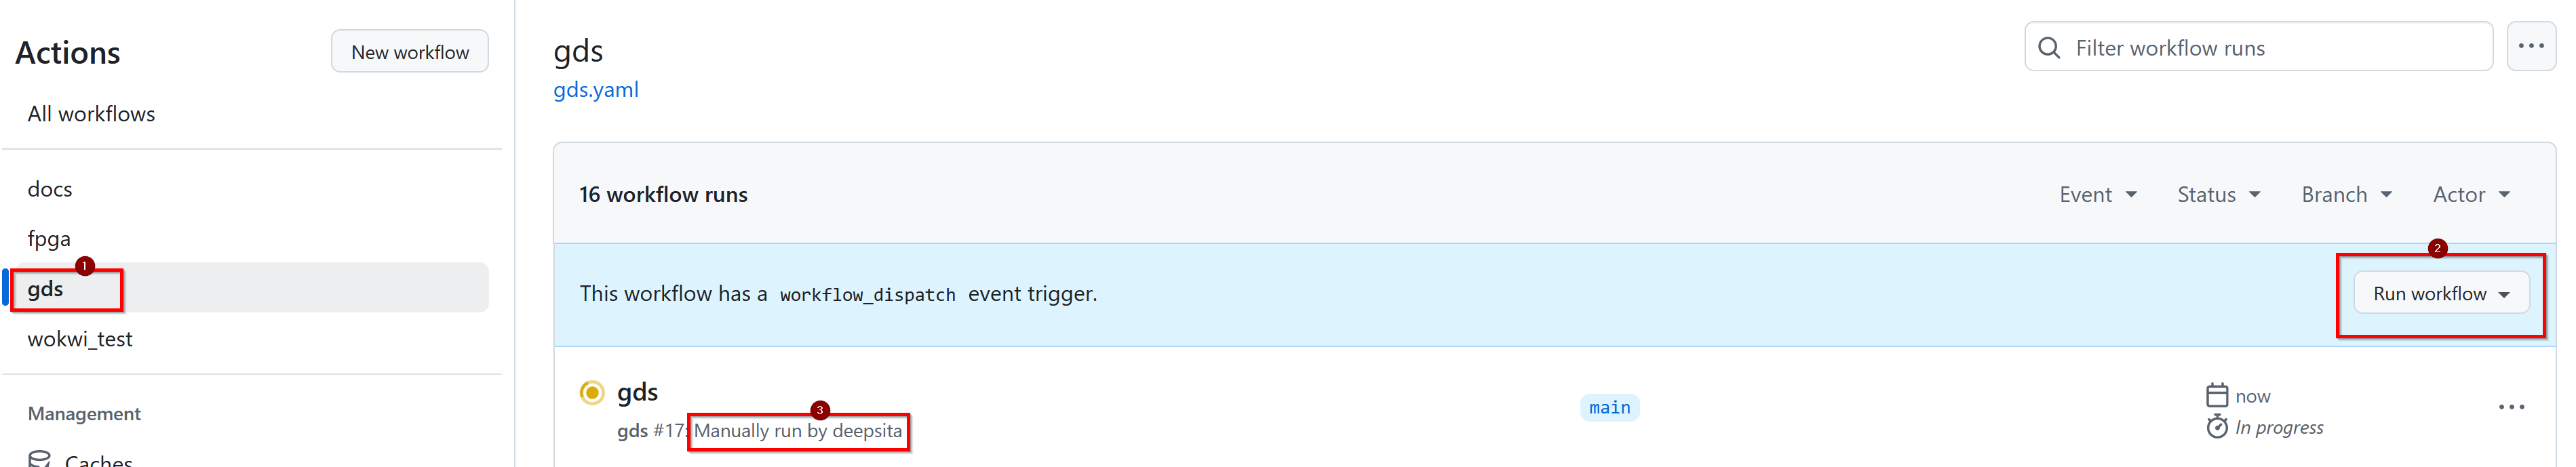 Actions
New workflow
All workflows
docs
fpga
1
gds
wokwi_test
Management
Caches
gds
gds.yaml
Filter workflow runs
16 workflow runs
Event
Status
Branch
Actor
2
This workflow has a workflow_dispatch event trigger.
Run workflow
gds
3
gds #17: Manually run by deepsita
main
now
In progress